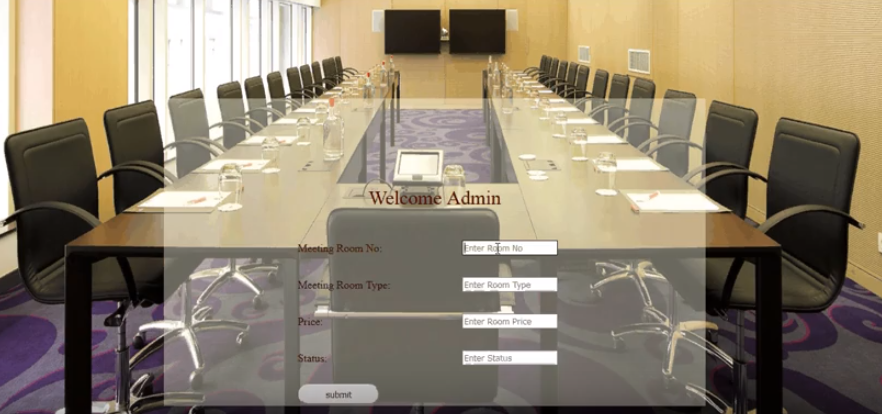 Welcome Admin
Meeting Room No: Enter Room No
Meeting Room Type: Enter Room Type
Price: Enter Room Price
Status: Enter Status
submit